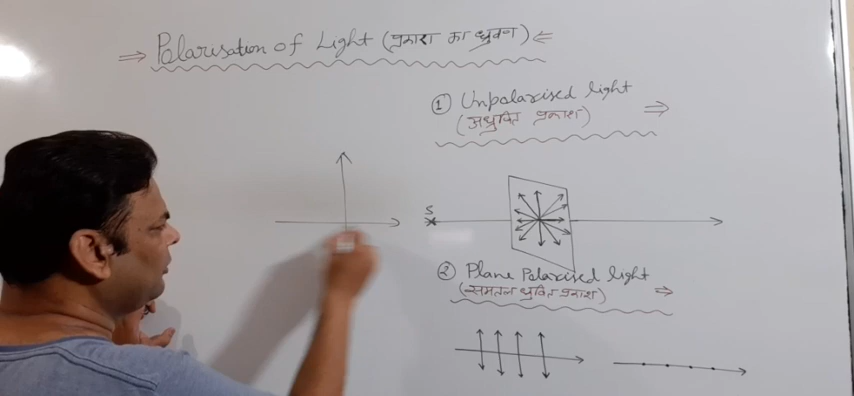 ⇒ Polarisation of Light (प्रकाश का ध्रुवण) ⇐
① Unpolarised light ⇒
(अध्रुवित प्रकाश)
S
② Plane Polarised light
(समतल ध्रुवित प्रकाश) ⇒